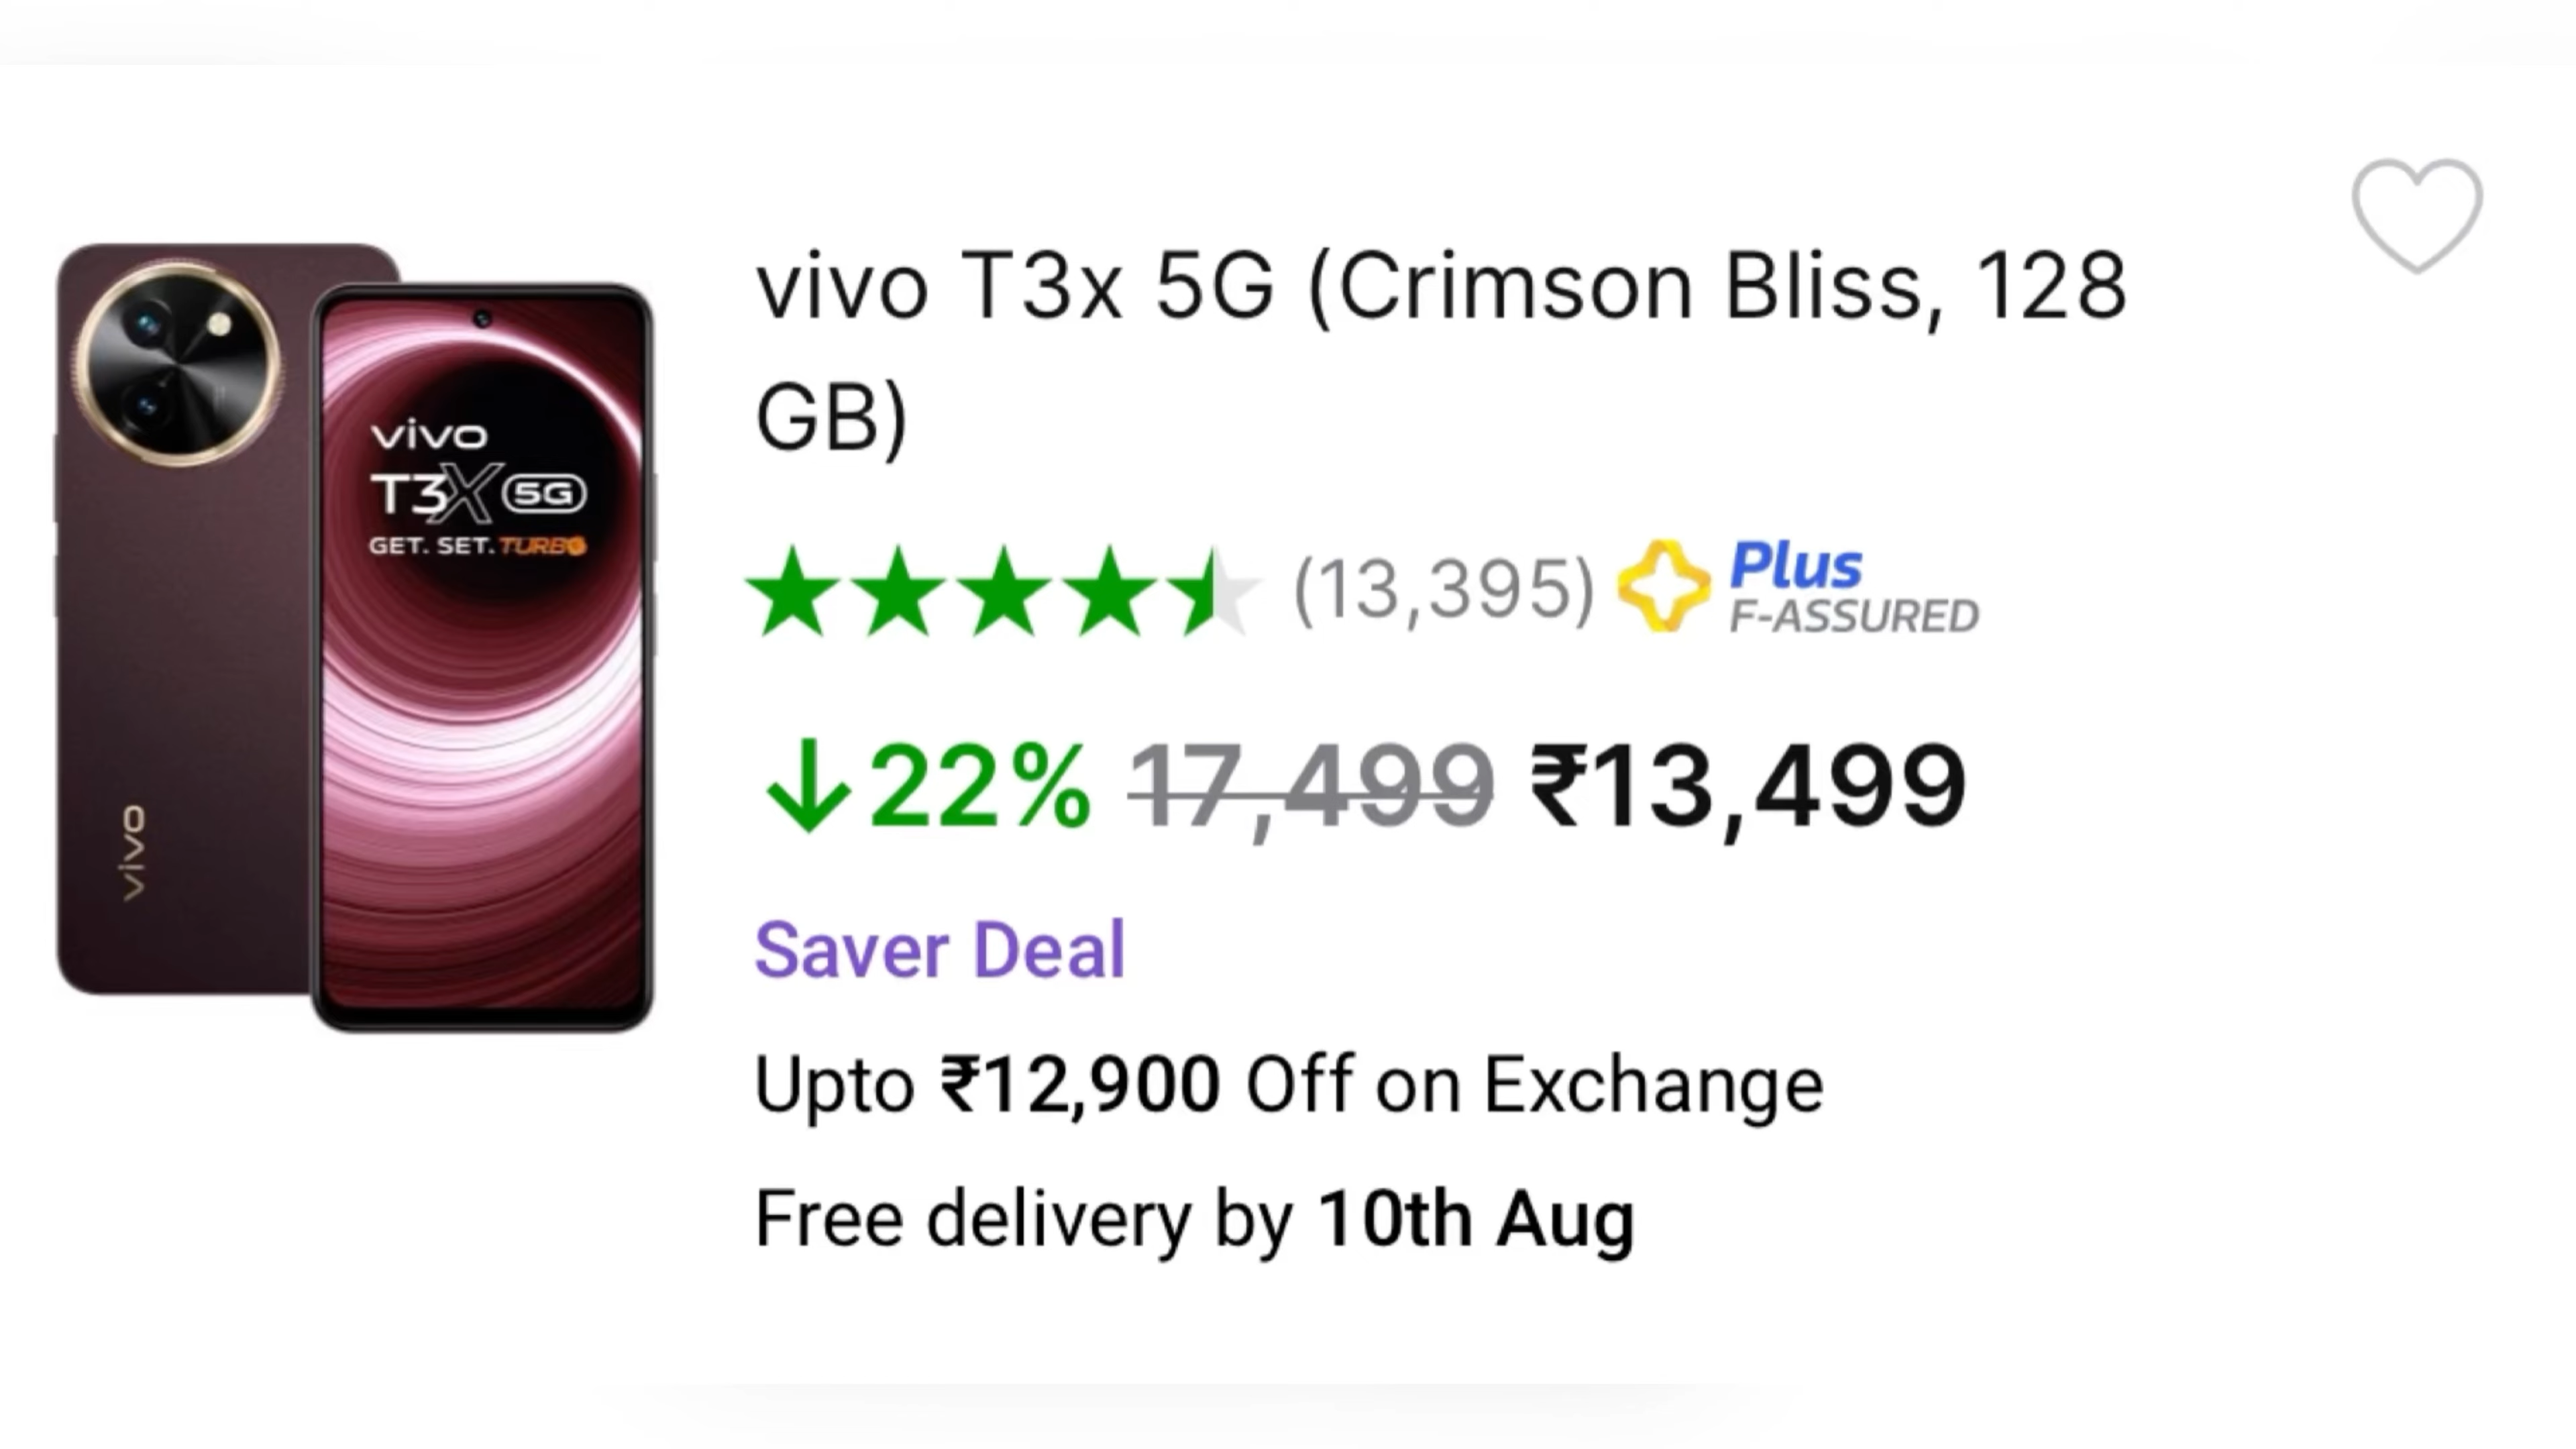 vivo T3x 5G (Crimson Bliss, 128
GB)
(13,395) Plus
F-ASSURED
↓22% 17,499 ₹13,499
Saver Deal
Upto ₹12,900 Off on Exchange
Free delivery by 10th Aug
vivo
vivo
T3X 5G
GET. SET. TURBO